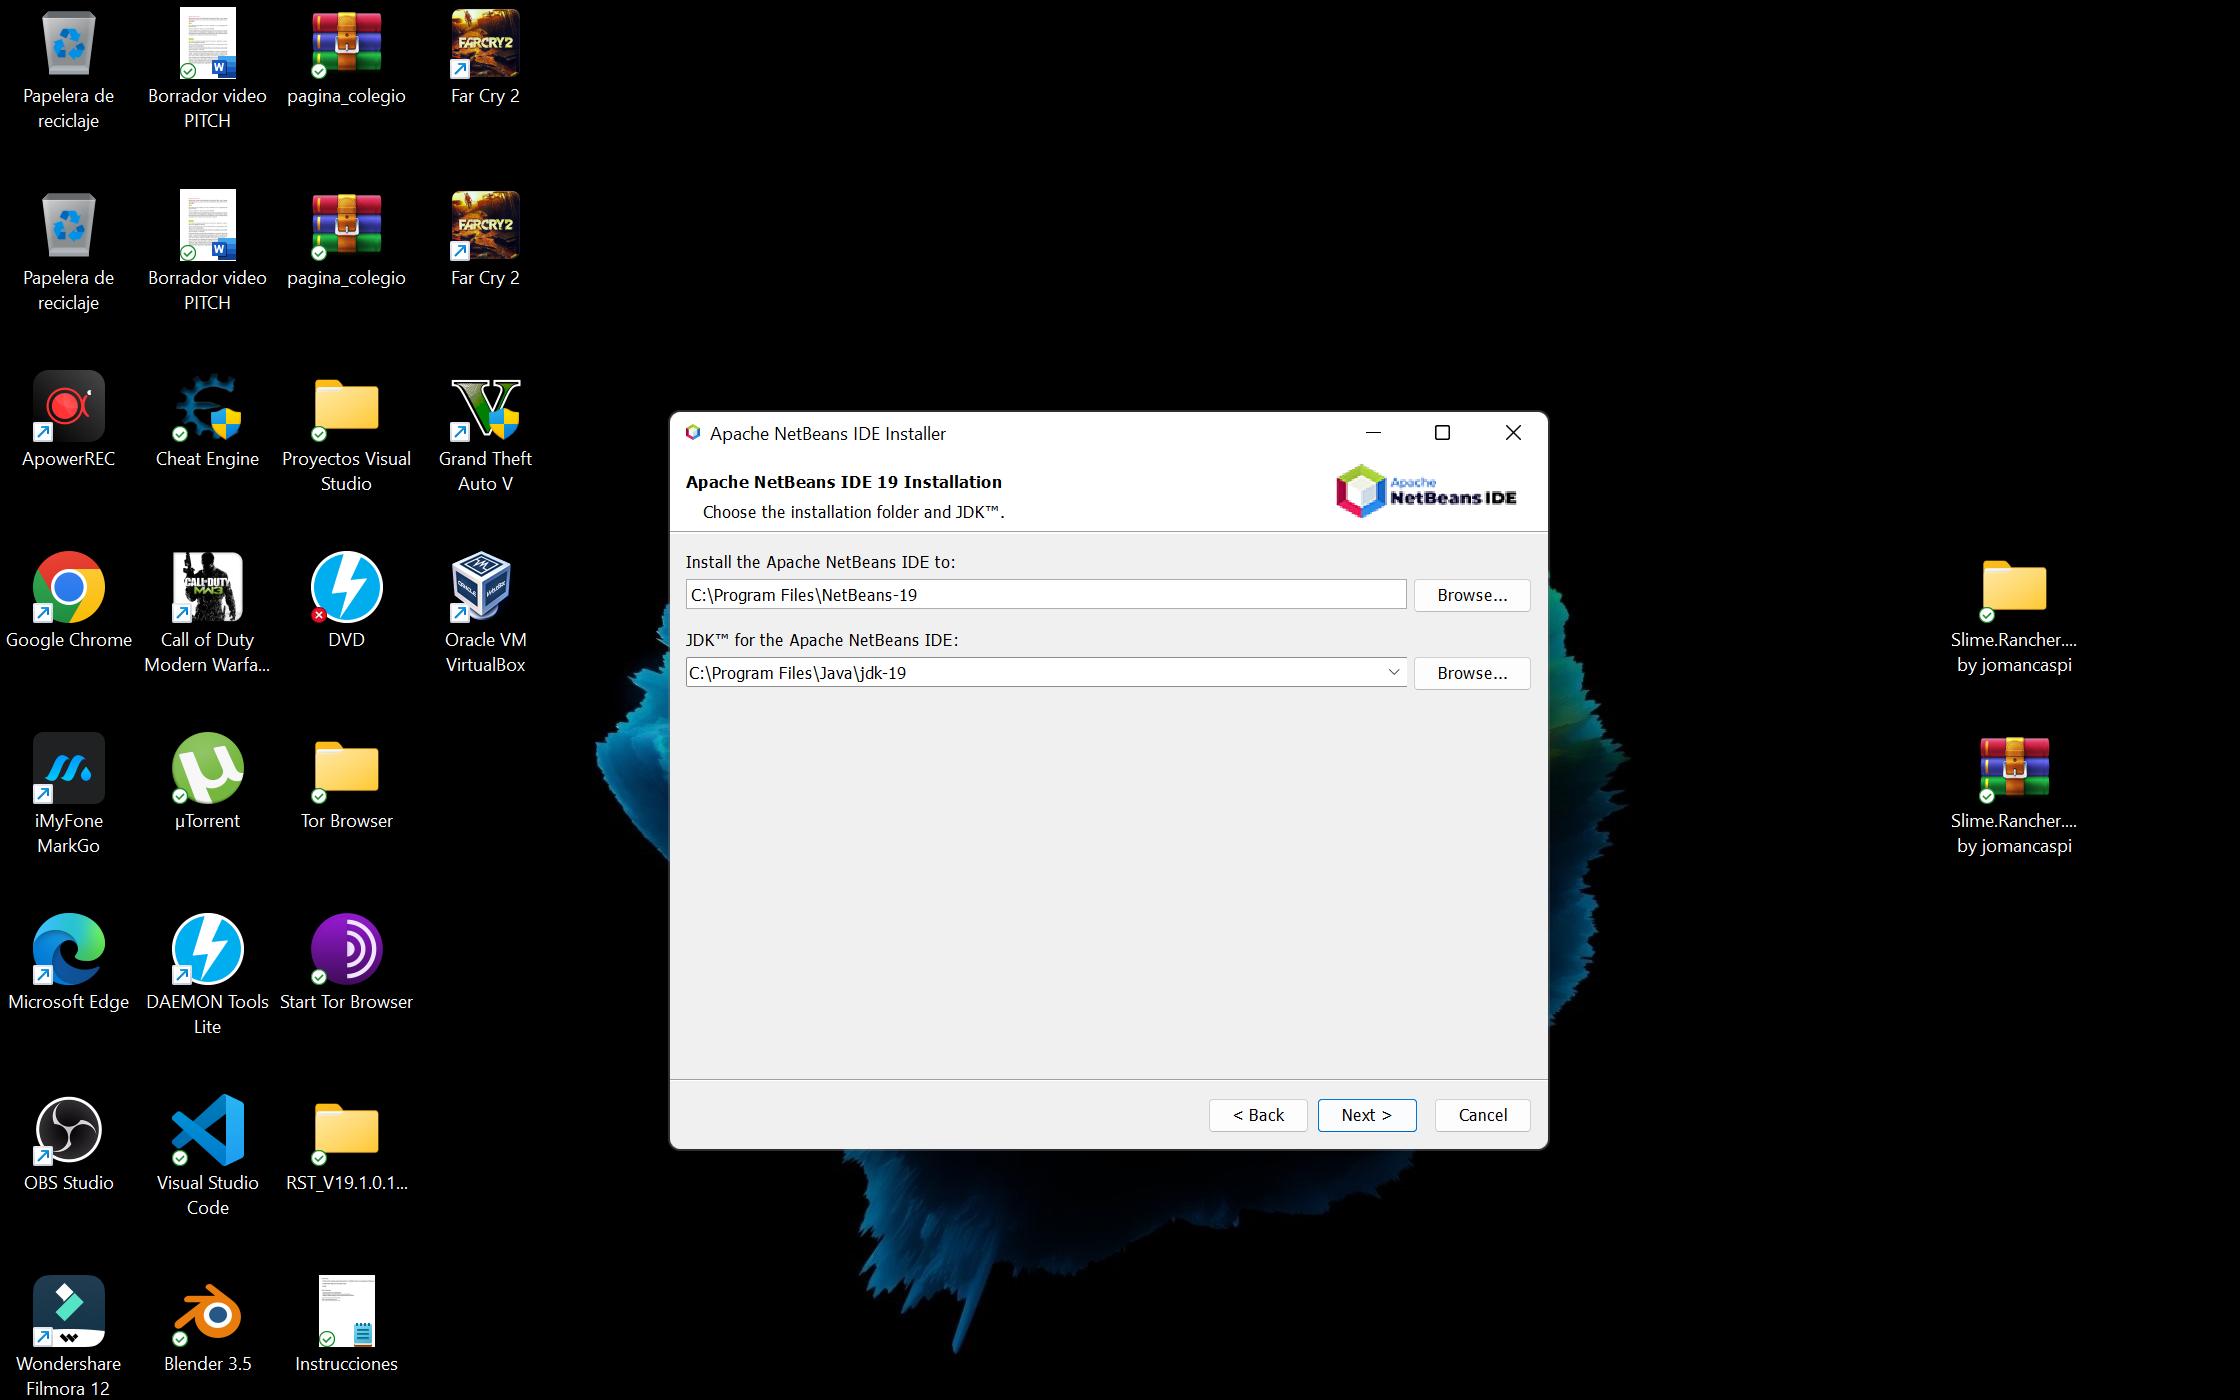 Papelera de
reciclaje
Borrador video
PITCH
pagina_colegio
FARCRY2
Far Cry 2
Papelera de
reciclaje
Borrador video
PITCH
pagina_colegio
FARCRY2
Far Cry 2
ApowerREC
Cheat Engine
Proyectos Visual
Studio
Grand Theft
Auto V
Google Chrome
CALL OF DUTY
MW3
Call of Duty
Modern Warfa...
DVD
Oracle VM
VirtualBox
iMyFone
MarkGo
µTorrent
Tor Browser
Microsoft Edge
DAEMON Tools
Lite
Start Tor Browser
OBS Studio
Visual Studio
Code
RST_V19.1.0.1...
Wondershare
Filmora 12
Blender 3.5
Instrucciones
Apache NetBeans IDE Installer
Apache NetBeans IDE 19 Installation
Choose the installation folder and JDK™.
Apache
NetBeans IDE
Install the Apache NetBeans IDE to:
C:\Program Files\NetBeans-19
Browse...
JDK™ for the Apache NetBeans IDE:
C:\Program Files\Java\jdk-19
Browse...
< Back
Next >
Cancel
Slime.Rancher....
by jomancaspi
Slime.Rancher....
by jomancaspi